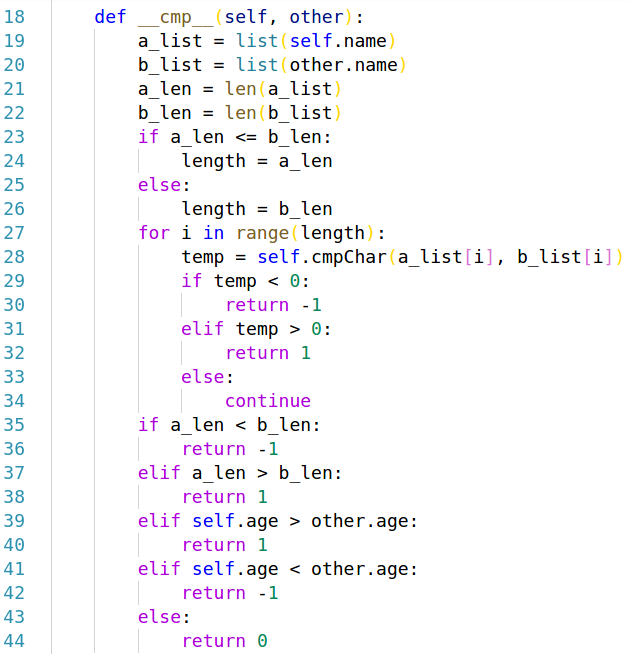 18 def __cmp__(self, other):
19 a_list = list(self.name)
20 b_list = list(other.name)
21 a_len = len(a_list)
22 b_len = len(b_list)
23 if a_len <= b_len:
24 length = a_len
25 else:
26 length = b_len
27 for i in range(length):
28 temp = self.cmpChar(a_list[i], b_list[i])
29 if temp < 0:
30 return -1
31 elif temp > 0:
32 return 1
33 else:
34 continue
35 if a_len < b_len:
36 return -1
37 elif a_len > b_len:
38 return 1
39 elif self.age > other.age:
40 return 1
41 elif self.age < other.age:
42 return -1
43 else:
44 return 0